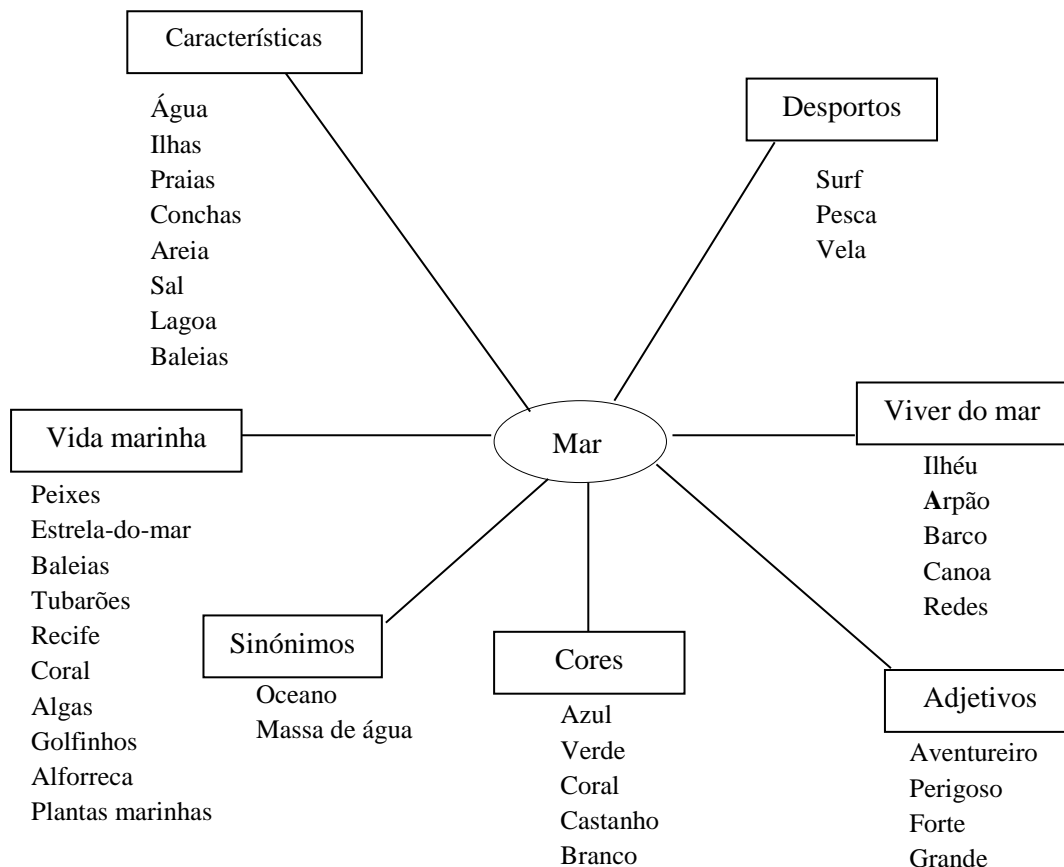 Características
Água
Ilhas
Praias
Conchas
Areia
Sal
Lagoa
Baleias
Desportos
Surf
Pesca
Vela
Mar
Vida marinha
Peixes
Estrela-do-mar
Baleias
Tubarões
Recife
Coral
Algas
Golfinhos
Alforreca
Plantas marinhas
Viver do mar
Ilhéu
Arpão
Barco
Canoa
Redes
Sinónimos
Oceano
Massa de água
Cores
Azul
Verde
Coral
Castanho
Branco
Adjetivos
Aventureiro
Perigoso
Forte
Grande